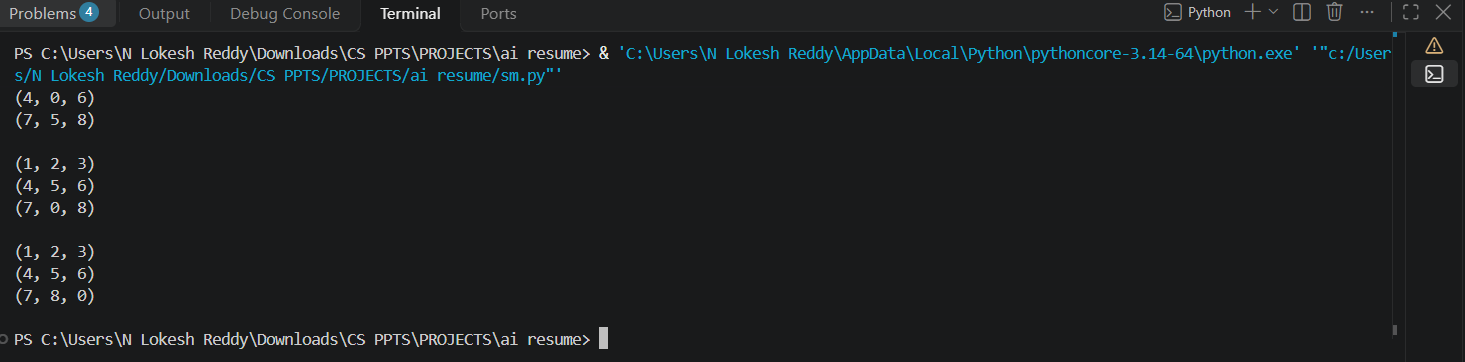 Problems 4 Output Debug Console Terminal Ports Python
PS C:\Users\N Lokesh Reddy\Downloads\CS PPTS\PROJECTS\ai resume> & 'C:\Users\N Lokesh Reddy\AppData\Local\Python\pythoncore-3.14-64\python.exe' '"c:/User
s/N Lokesh Reddy/Downloads/CS PPTS/PROJECTS/ai resume/sm.py"'
(4, 0, 6)
(7, 5, 8)
(1, 2, 3)
(4, 5, 6)
(7, 0, 8)
(1, 2, 3)
(4, 5, 6)
(7, 8, 0)
PS C:\Users\N Lokesh Reddy\Downloads\CS PPTS\PROJECTS\ai resume>